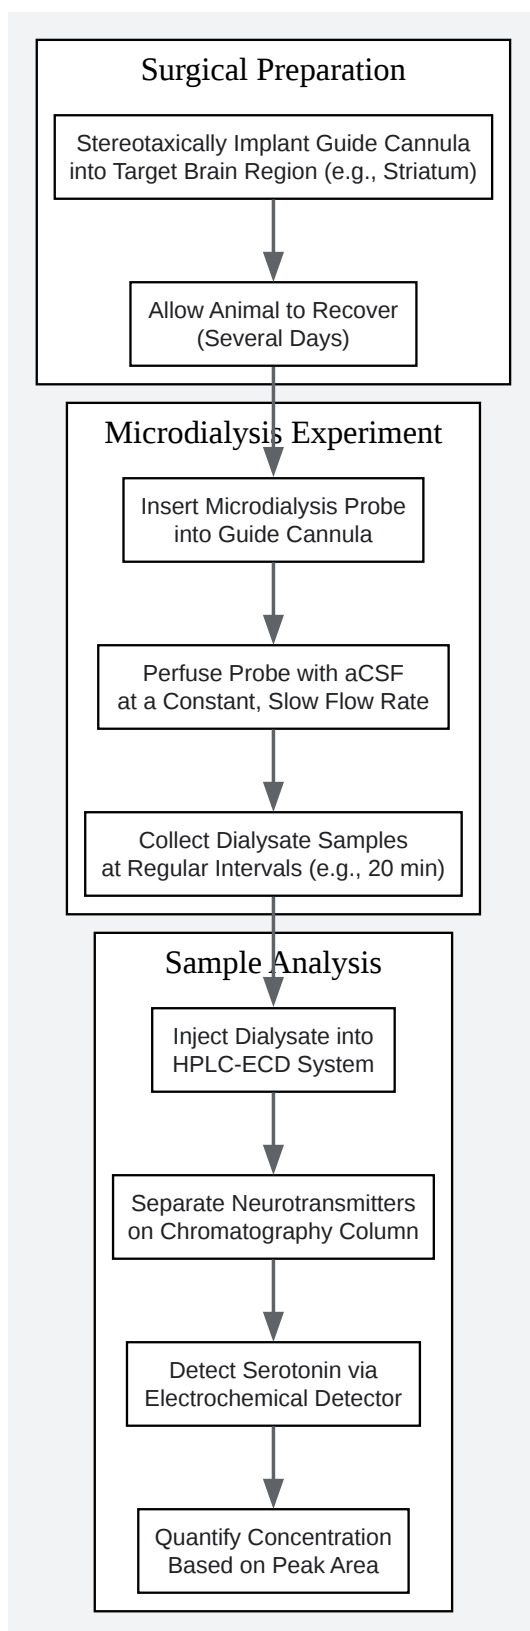 Surgical Preparation
Stereotaxically Implant Guide Cannula
into Target Brain Region (e.g., Striatum)
Allow Animal to Recover
(Several Days)
Microdialysis Experiment
Insert Microdialysis Probe
into Guide Cannula
Perfuse Probe with aCSF
at a Constant, Slow Flow Rate
Collect Dialysate Samples
at Regular Intervals (e.g., 20 min)
Sample Analysis
Inject Dialysate into
HPLC-ECD System
Separate Neurotransmitters
on Chromatography Column
Detect Serotonin via
Electrochemical Detector
Quantify Concentration
Based on Peak Area